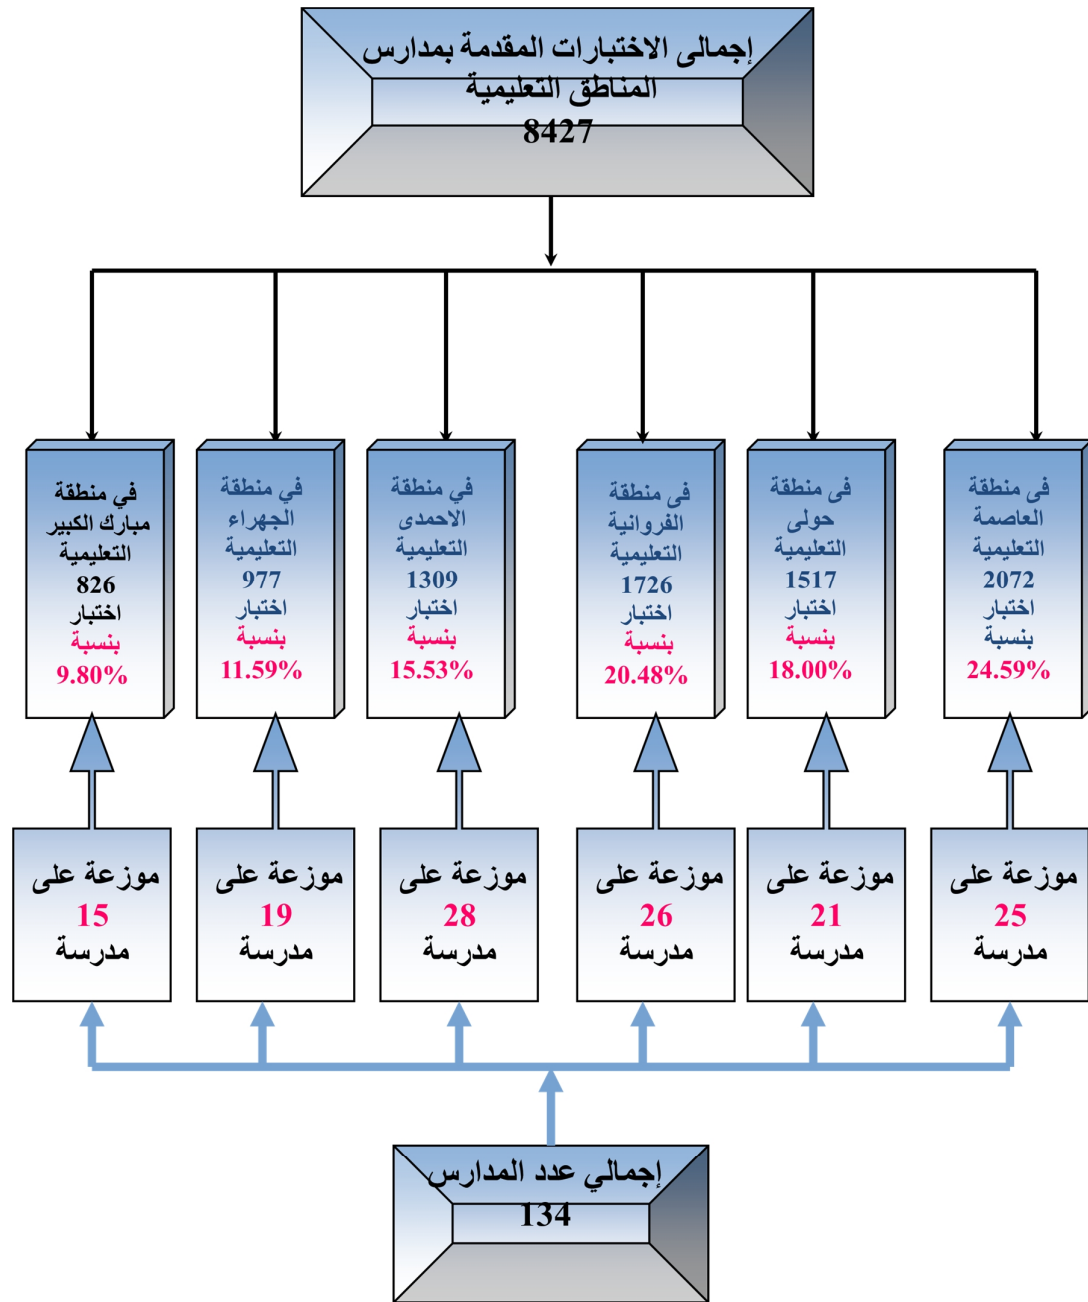 إجمالى الاختبارات المقدمة بمدارس
المناطق التعليمية
8427
فى منطقة
العاصمة
التعليمية
2072
اختبار
بنسبة
24.59%
فى منطقة
حولى
التعليمية
1517
اختبار
بنسبة
18.00%
فى منطقة
الفروانية
التعليمية
1726
اختبار
بنسبة
20.48%
في منطقة
الاحمدى
التعليمية
1309
اختبار
بنسبة
15.53%
في منطقة
الجهراء
التعليمية
977
اختبار
بنسبة
11.59%
في منطقة
مبارك الكبير
التعليمية
826
اختبار
بنسبة
9.80%
موزعة على
25
مدرسة
موزعة على
21
مدرسة
موزعة على
26
مدرسة
موزعة على
28
مدرسة
موزعة على
19
مدرسة
موزعة على
15
مدرسة
إجمالي عدد المدارس
134